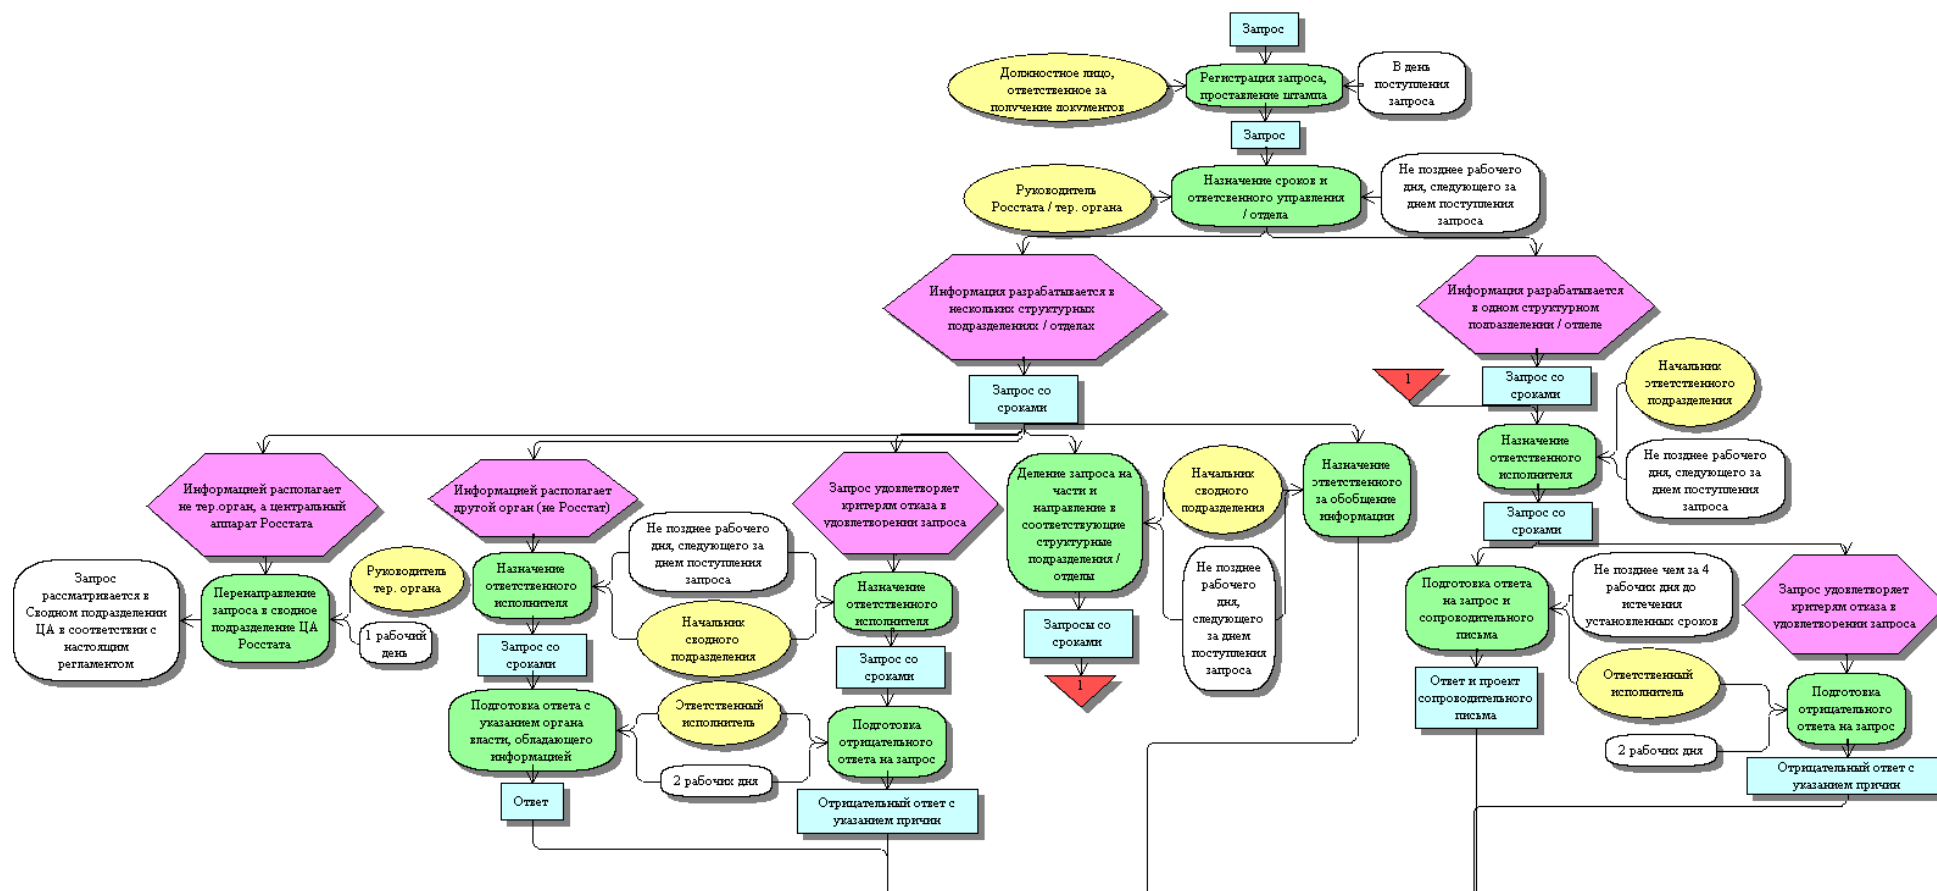 Запрос
Должностное лицо,
ответственное за
получение документов
Регистрация запроса,
проставление штампа
В день
поступления
запроса
Запрос
Руководитель
Росстата / тер. органа
Назначение сроков и
ответсвенного управления
/ отдела
Не позднее рабочего
дня, следующего за
днем поступления
запроса
Информация разрабатывается в
нескольких структурных
подразделениях / отделах
Информация разрабатывается
в одном структурном
подразделении / отделе
Запрос со
сроками
1
Запрос со
сроками
Начальник
ответственного
подразделения
Информацией располагает
не тер.орган, а центральный
аппарат Росстата
Информацией располагает
другой орган (не Росстат)
Запрос удовлетворяет
критерям отказа в
удовлетворении запроса
Деление запроса на
части и
направление в
соответствующие
структурные
подразделения /
отделы
Начальник
сводного
подразделения
Назначение
ответственного
за обобщение
информации
Назначение
ответственного
исполнителя
Не позднее рабочего
дня, следующего за
днем поступления
запроса
Не позднее рабочего
дня, следующего за
днем поступления
запроса
Запрос со
сроками
Запрос
рассматривается в
Сводном подразделении
ЦА в соответствии с
настоящим
регламентом
Перенаправление
запроса в сводное
подразделение ЦА
Росстата
Руководитель
тер. органа
1 рабочий
день
Назначение
ответственного
исполнителя
Начальник
сводного
подразделения
Назначение
ответственного
исполнителя
Не позднее
рабочего
дня,
следующего
за днем
поступления
запроса
Подготовка ответа
на запрос и
сопроводительного
письма
Не позднее чем за 4
рабочих дня до
истечения
установленных сроков
Запрос удовлетворяет
критерям отказа в
удовлетворении запроса
Запрос со
сроками
Запрос со
сроками
Запросы со
сроками
1
Ответ и проект
сопроводительного
письма
Ответственный
исполнитель
Подготовка
отрицательного
ответа на запрос
2 рабочих дня
Подготовка ответа с
указанием органа
власти, обладающего
информацией
Ответственный
исполнитель
2 рабочих дня
Подготовка
отрицательного
ответа на запрос
Отрицательный ответ с
указанием причин
Ответ
Отрицательный ответ с
указанием причин